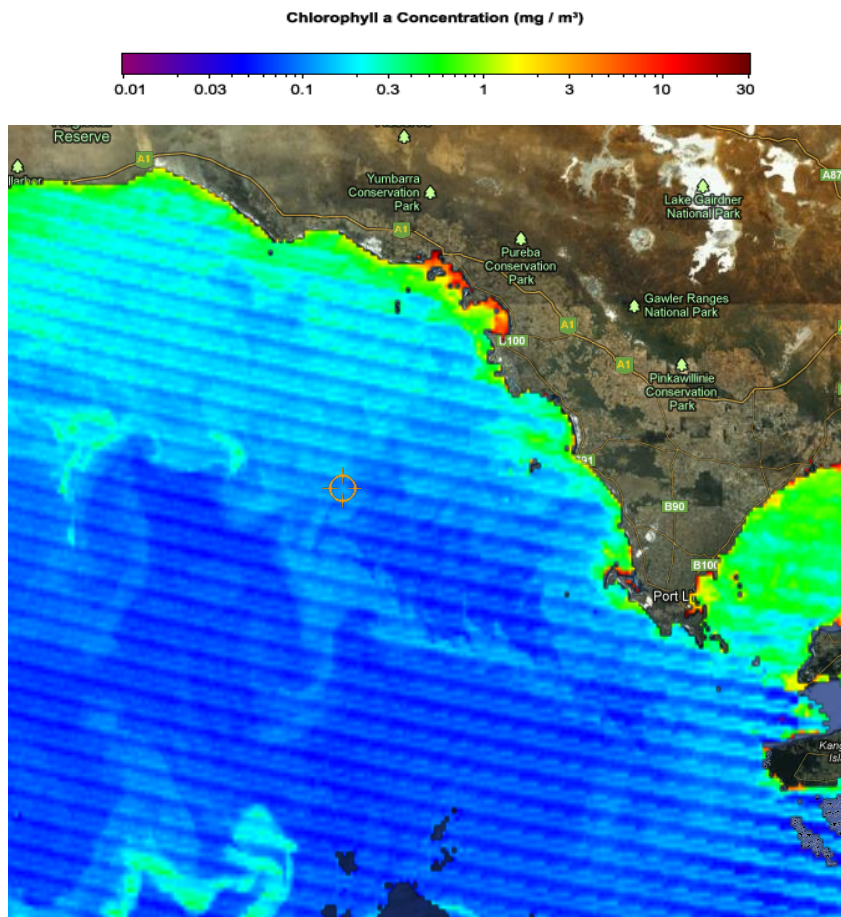 Chlorophyll a Concentration (mg / m³)
0.01 0.03 0.1 0.3 1 3 10 30
Reserve
A1
Yumbarra
Conservation
Park
A87
Lake Gairdner
National Park
A1
Pureba
Conservation
Park
Gawler Ranges
National Park
A1
A1
Pinkawillinie
Conservation
Park
B90
B100
Port L